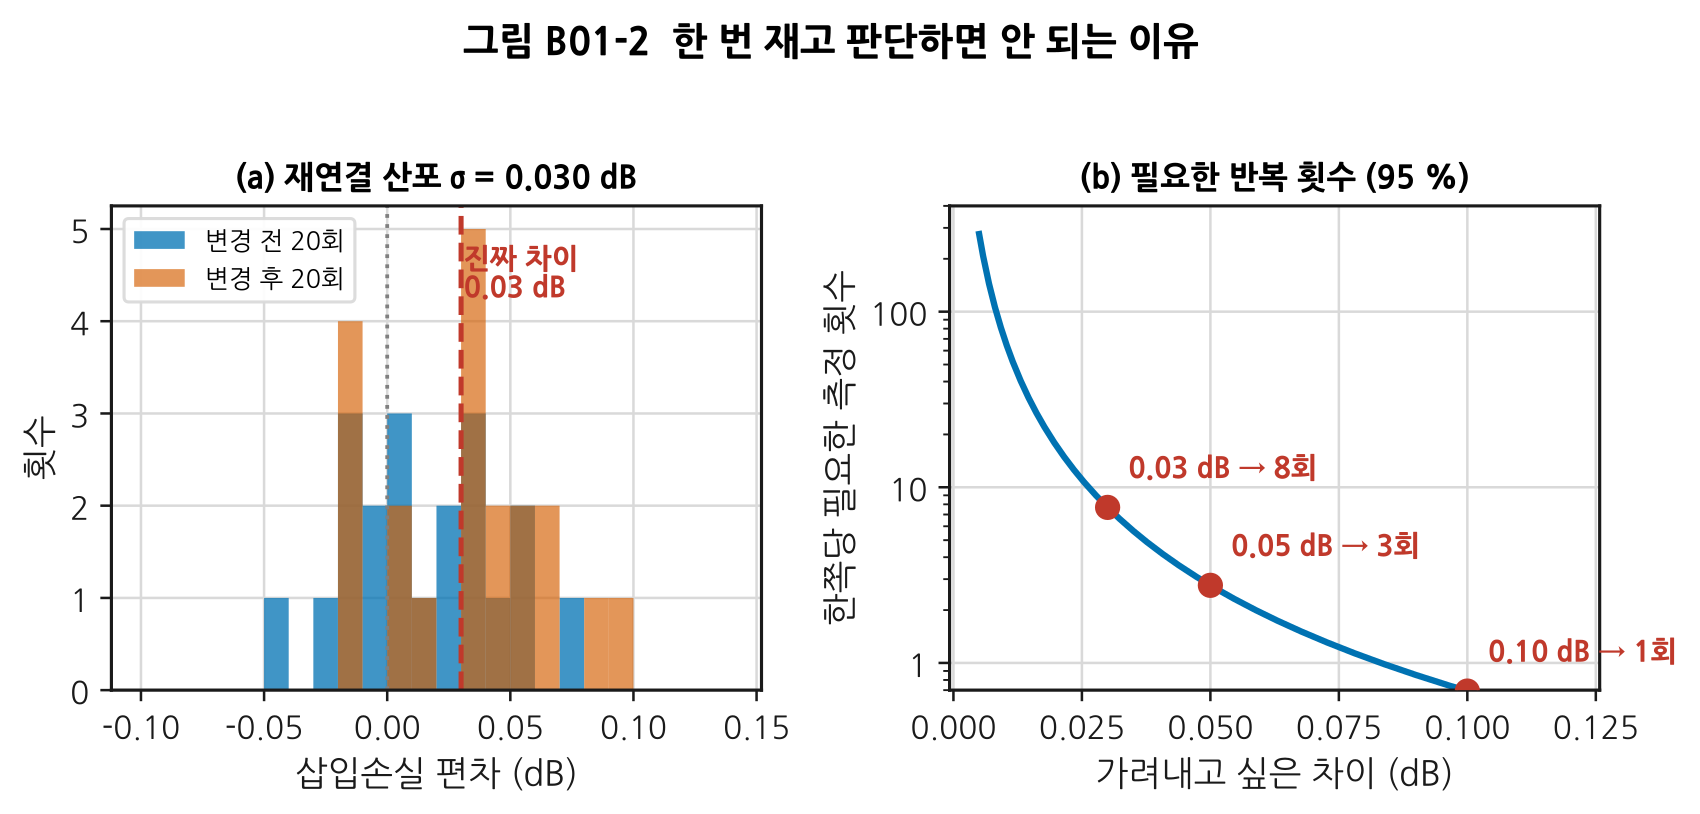 그림 B01-2 한 번 재고 판단하면 안 되는 이유
(a) 재연결 산포 σ = 0.030 dB
변경 전 20회
변경 후 20회
진짜 차이
0.03 dB
횟수
5
4
3
2
1
0
-0.10 -0.05 0.00 0.05 0.10 0.15
삽입손실 편차 (dB)
(b) 필요한 반복 횟수 (95 %)
한쪽당 필요한 측정 횟수
100
10
1
0.03 dB → 8회
0.05 dB → 3회
0.10 dB → 1회
0.000 0.025 0.050 0.075 0.100 0.125
가려내고 싶은 차이 (dB)